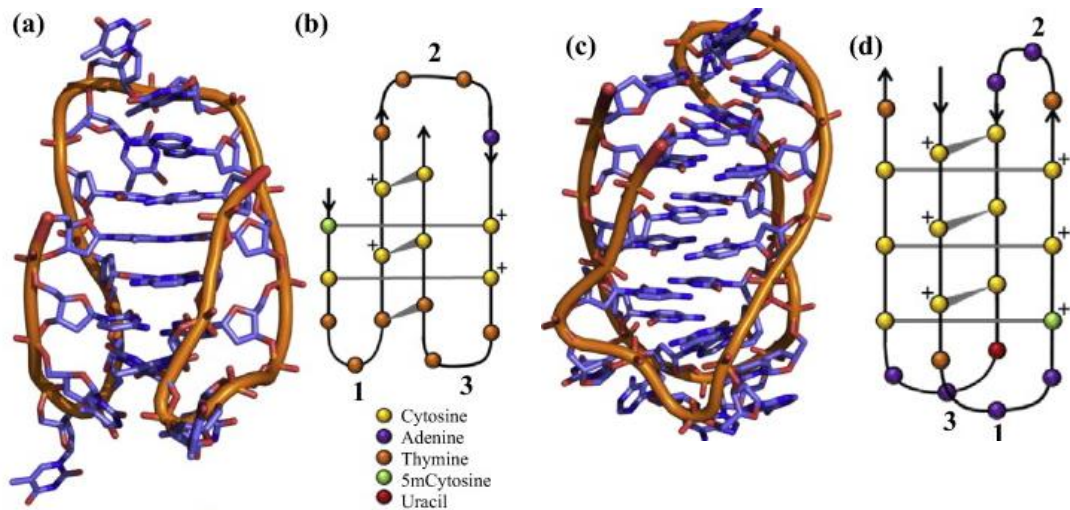 (a)
(b)
2
+
+
+
+
1
3
Cytosine
Adenine
Thymine
5mCytosine
Uracil
(c)
(d)
2
+
+
+
+
+
+
3
1